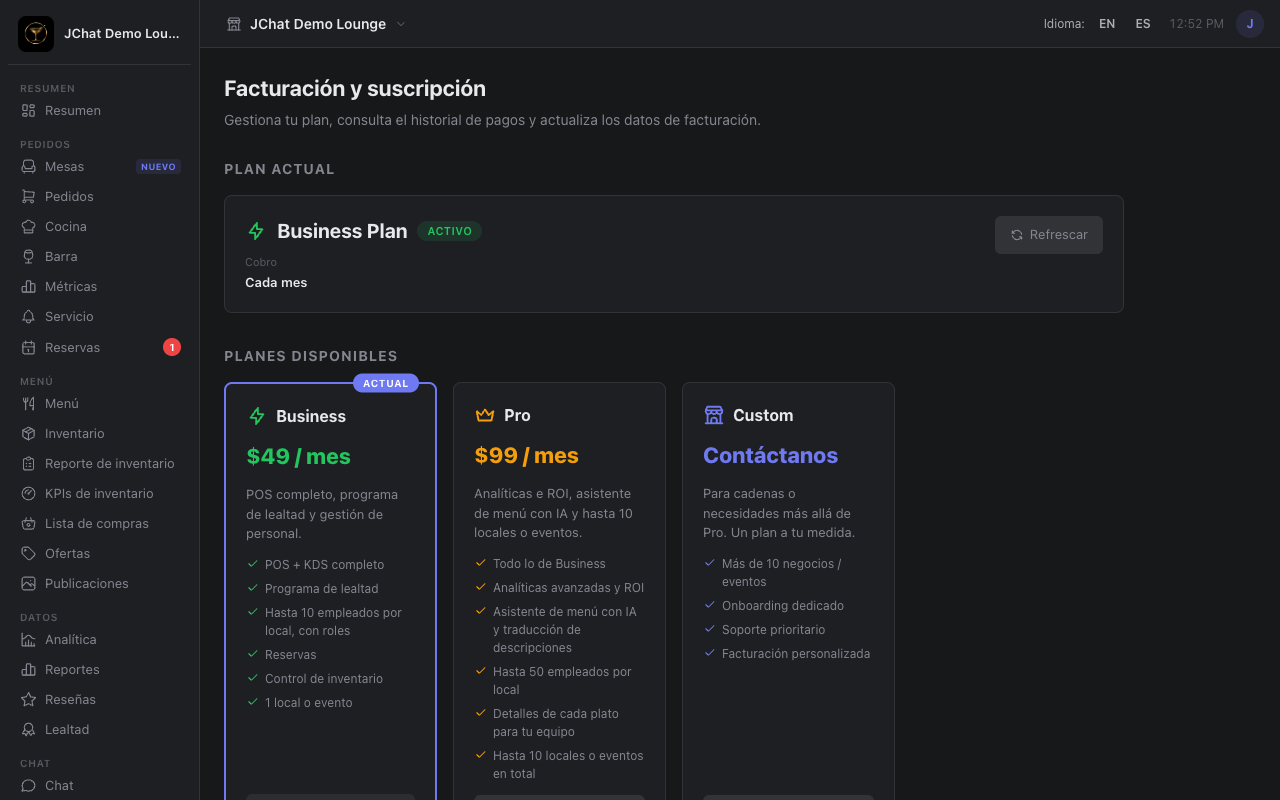 JChat Demo Lou...
RESUMEN
Resumen
PEDIDOS
Mesas NUEVO
Pedidos
Cocina
Barra
Métricas
Servicio
Reservas 1
MENÚ
Menú
Inventario
Reporte de inventario
KPIs de inventario
Lista de compras
Ofertas
Publicaciones
DATOS
Analítica
Reportes
Reseñas
Lealtad
CHAT
Chat
JChat Demo Lounge
Idioma: EN ES 12:52 PM J
Facturación y suscripción
Gestiona tu plan, consulta el historial de pagos y actualiza los datos de facturación.
PLAN ACTUAL
Business Plan ACTIVO
Refrescar
Cobro
Cada mes
PLANES DISPONIBLES
ACTUAL
Business
$49 / mes
POS completo, programa
de lealtad y gestión de
personal.
POS + KDS completo
Programa de lealtad
Hasta 10 empleados por
local, con roles
Reservas
Control de inventario
1 local o evento
Pro
$99 / mes
Analíticas e ROI, asistente
de menú con IA y hasta 10
locales o eventos.
Todo lo de Business
Analíticas avanzadas y ROI
Asistente de menú con IA
y traducción de
descripciones
Hasta 50 empleados por
local
Detalles de cada plato
para tu equipo
Hasta 10 locales o eventos
en total
Custom
Contáctanos
Para cadenas o
necesidades más allá de
Pro. Un plan a tu medida.
Más de 10 negocios /
eventos
Onboarding dedicado
Soporte prioritario
Facturación personalizada